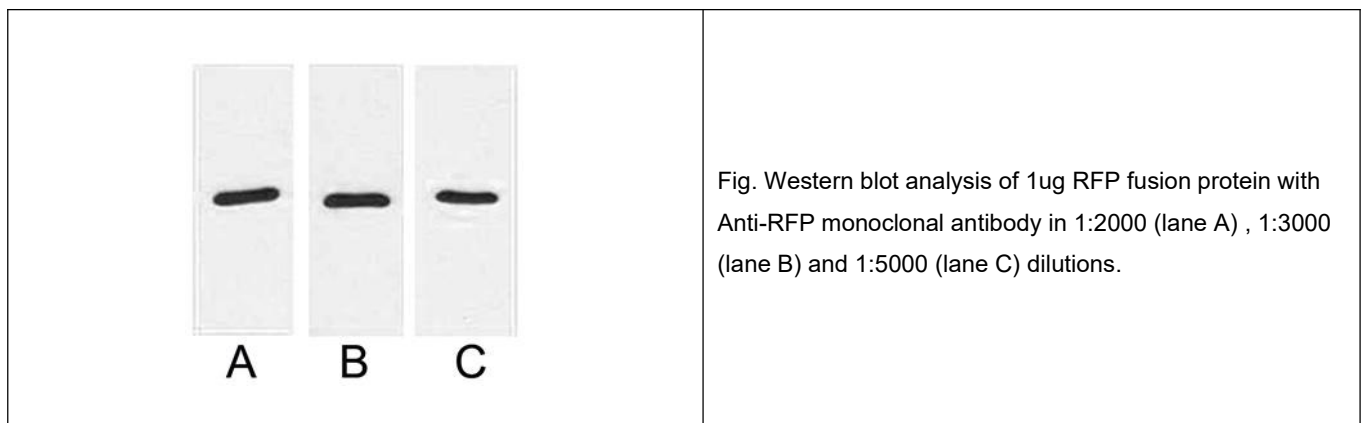 A B C
Fig. Western blot analysis of 1ug RFP fusion protein with
Anti-RFP monoclonal antibody in 1:2000 (lane A) , 1:3000
(lane B) and 1:5000 (lane C) dilutions.